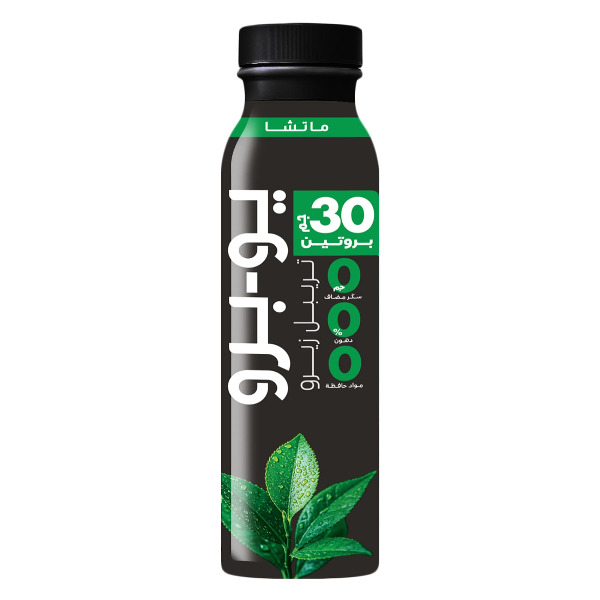 ماتشا
يو-برو
تريبل زيرو
30 جم
بروتين
0 جم
سكر مضاف
0 %
دهون
0
مواد حافظة